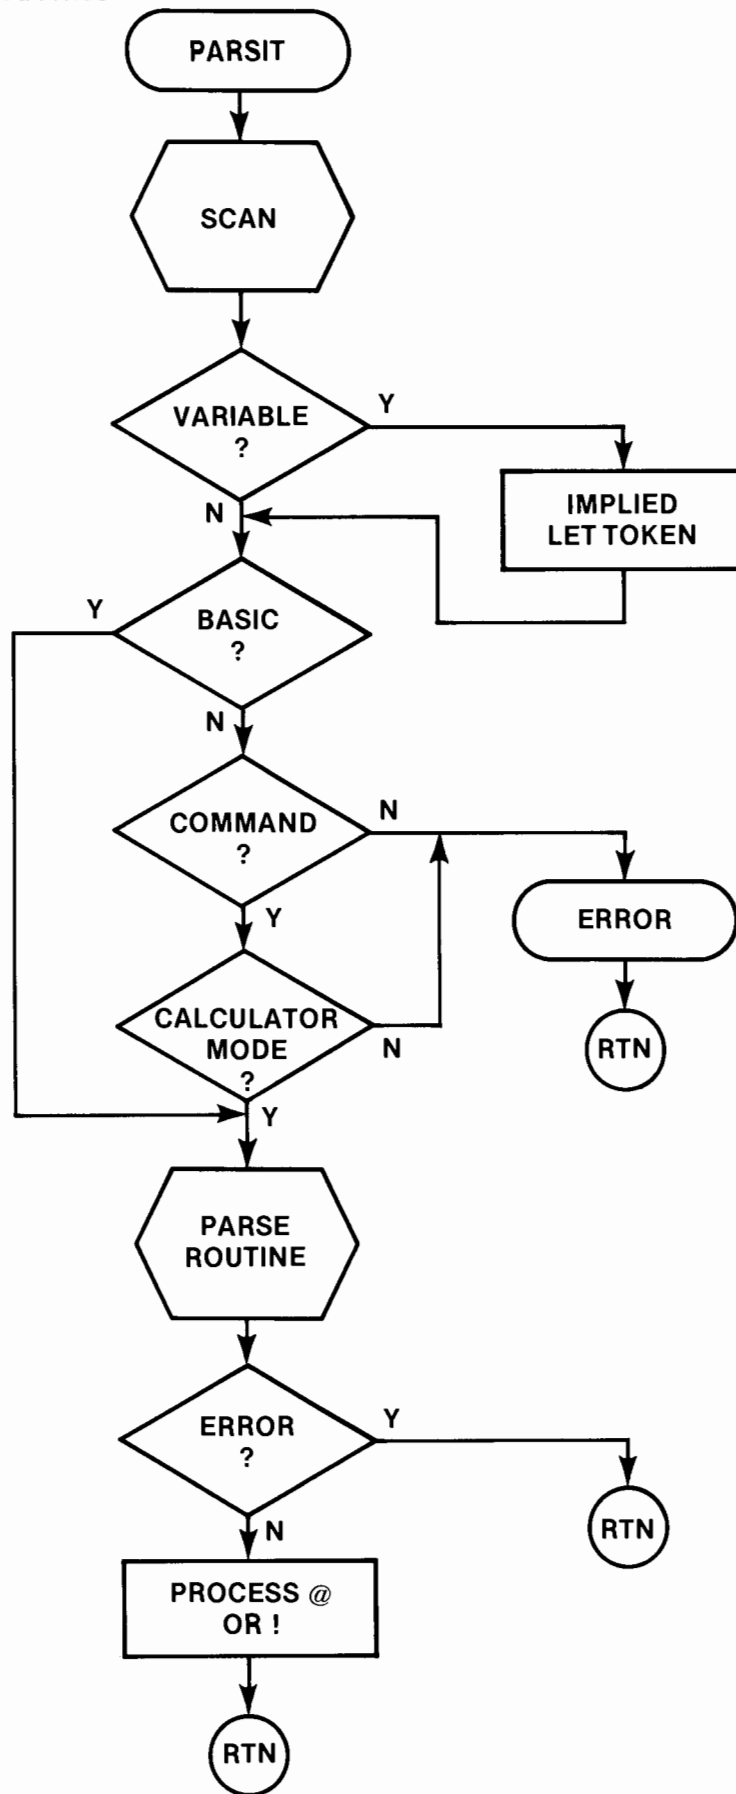 PARSIT
SCAN
VARIABLE
?
Y
N
IMPLIED
LET TOKEN
Y
BASIC
?
N
COMMAND
?
N
Y
ERROR
CALCULATOR
MODE
?
N
RTN
Y
PARSE
ROUTINE
ERROR
?
Y
RTN
N
PROCESS @
OR !
RTN